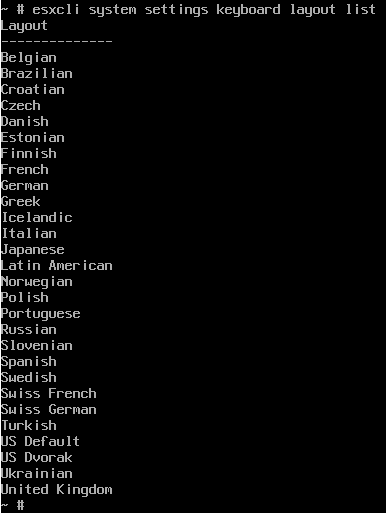 ~ # esxcli system settings keyboard layout list
Layout
--------------
Belgian
Brazilian
Croatian
Czech
Danish
Estonian
Finnish
French
German
Greek
Icelandic
Italian
Japanese
Latin American
Norwegian
Polish
Portuguese
Russian
Slovenian
Spanish
Swedish
Swiss French
Swiss German
Turkish
US Default
US Dvorak
Ukrainian
United Kingdom
~ #